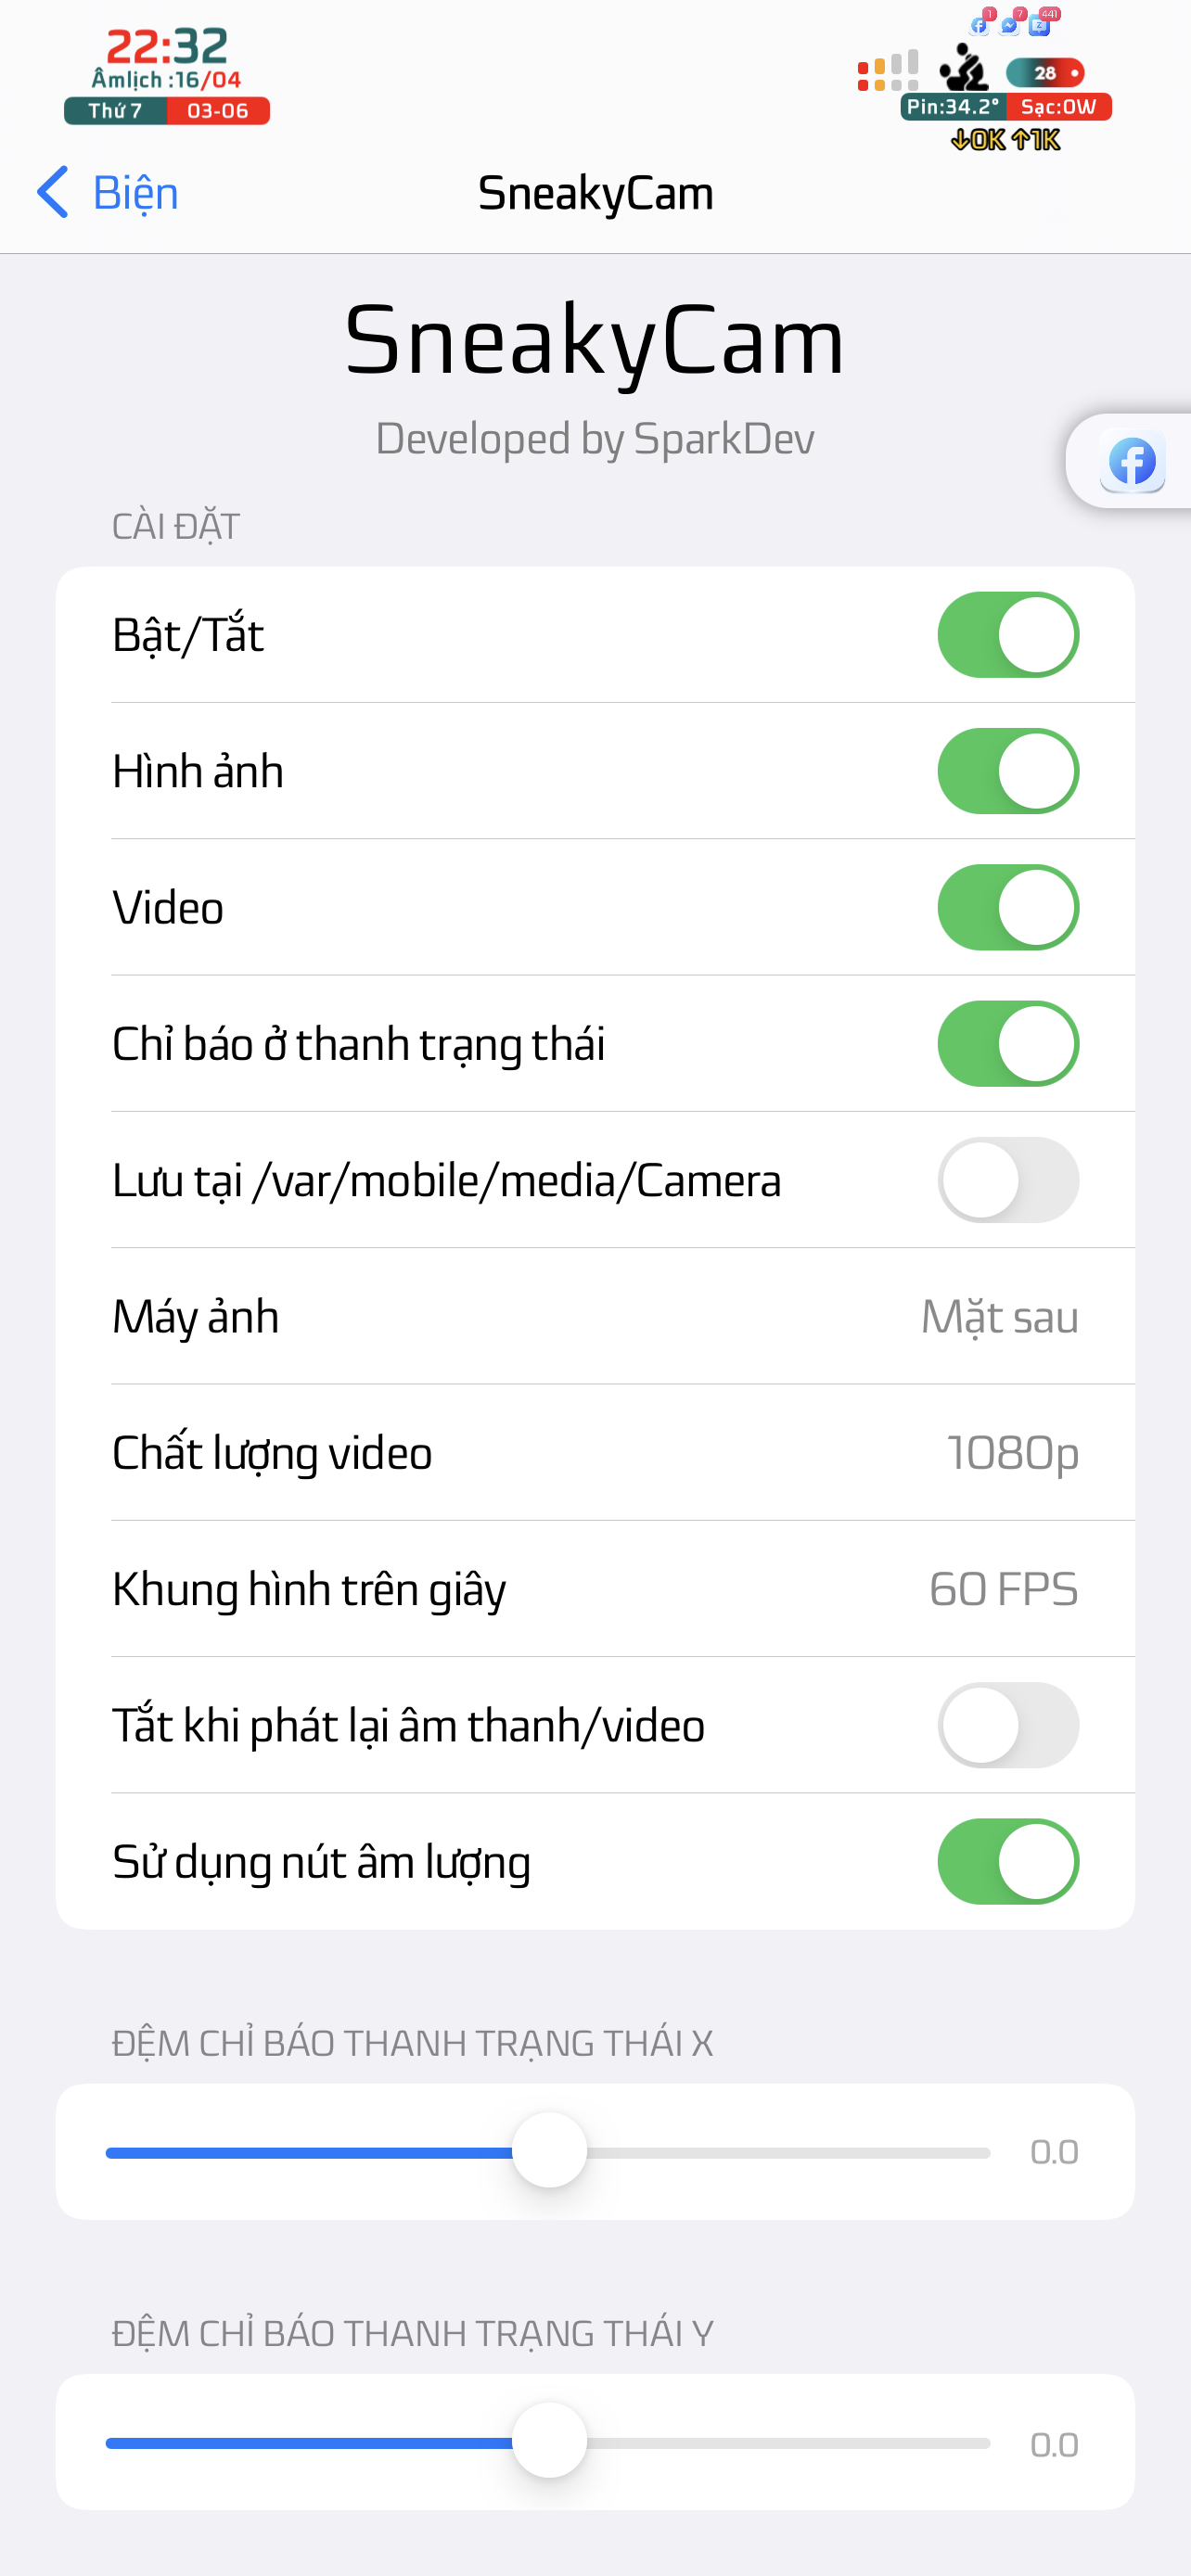 22:32
Âmlịch :16/04
Thứ 7 03-06
1 7 441
28
Pin:34.2° Sạc:0W
↓0K ↑1K
Biện
SneakyCam
SneakyCam
Developed by SparkDev
CÀI ĐẶT
Bật/Tắt
Hình ảnh
Video
Chỉ báo ở thanh trạng thái
Lưu tại /var/mobile/media/Camera
Máy ảnh Mặt sau
Chất lượng video 1080p
Khung hình trên giây 60 FPS
Tắt khi phát lại âm thanh/video
Sử dụng nút âm lượng
ĐỆM CHỈ BÁO THANH TRẠNG THÁI X
0.0
ĐỆM CHỈ BÁO THANH TRẠNG THÁI Y
0.0